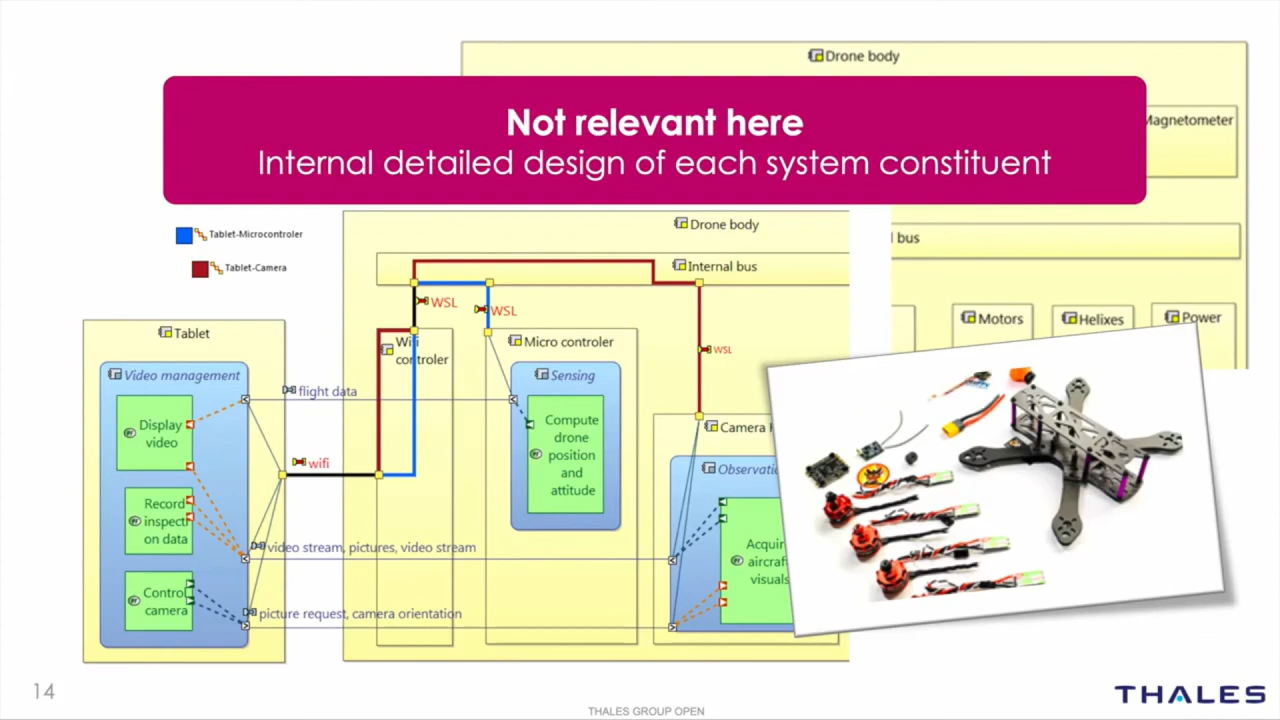 Drone body
Not relevant here
Internal detailed design of each system constituent
Magnetometer
Tablet-Microcontroler
Drone body
bus
Tablet-Camera
Internal bus
WSL
WSL
Motors
Helixes
Power
Tablet
Wifi
controler
Micro controler
WSL
Video management
Sensing
flight data
Display
video
Compute
drone
position
and
attitude
Camera
wifi
Record
inspecti
on data
Observatio
video stream, pictures, video stream
Acquir
aircraf
visuals
Control
camera
picture request, camera orientation
14
THALES GROUP OPEN
THALES